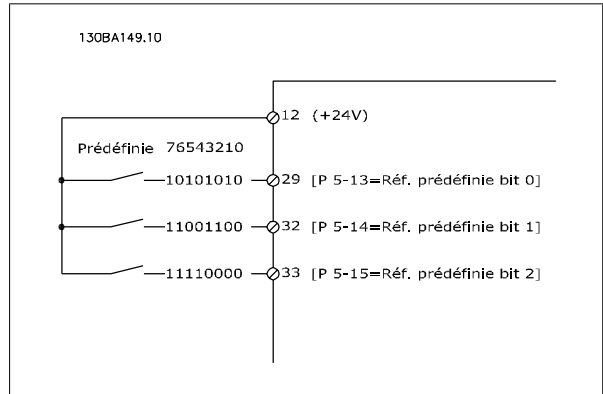 130BA149.10
12 (+24V)
Prédéfinie 76543210
10101010 29 [P 5-13=Réf. prédéfinie bit 0]
11001100 32 [P 5-14=Réf. prédéfinie bit 1]
11110000 33 [P 5-15=Réf. prédéfinie bit 2]